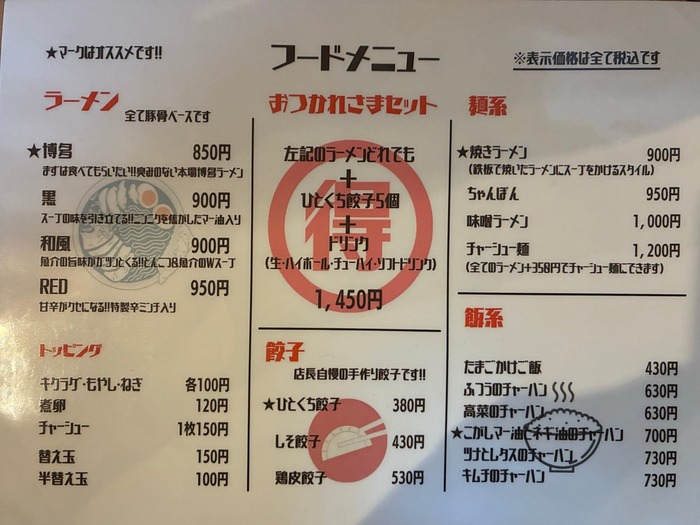 ★マークはオススメです!!
フードメニュー
※表示価格は全て税込です
ラーメン 全て豚骨ベースです
★博多 850円
まずは食べてもらいたい!!臭みのない本場博多ラーメン
黒 900円
スープの味を引き立てる!!ニンニクを焦がしたマー油入り
和風 900円
魚介の旨味がガツンとくる!!とんこつ&魚介のWスープ
RED 950円
甘辛がクセになる!!特製辛ミンチ入り
トッピング
キクラゲ・もやし・ねぎ 各100円
煮卵 120円
チャーシュー 1枚150円
替え玉 150円
半替え玉 100円
おつかれさまセット
左記のラーメンどれでも
+
ひとくち餃子5個
+
ドリンク
(生・ハイボール・チューハイ・ソフトドリンク)
1,450円
得
餃子
店長自慢の手作り餃子です!!
★ひとくち餃子 380円
しそ餃子 430円
鶏皮餃子 530円
麺系
★焼きラーメン 900円
(鉄板で焼いたラーメンにスープをかけるスタイル)
ちゃんぽん 950円
味噌ラーメン 1,000円
チャーシュー麺 1,200円
(全てのラーメン+350円でチャーシュー麺にできます)
飯系
たまごかけご飯 430円
ふつうのチャーハン 630円
高菜のチャーハン 630円
★こがしマー油とネギ油のチャーハン 700円
ツナとレタスのチャーハン 730円
キムチのチャーハン 730円